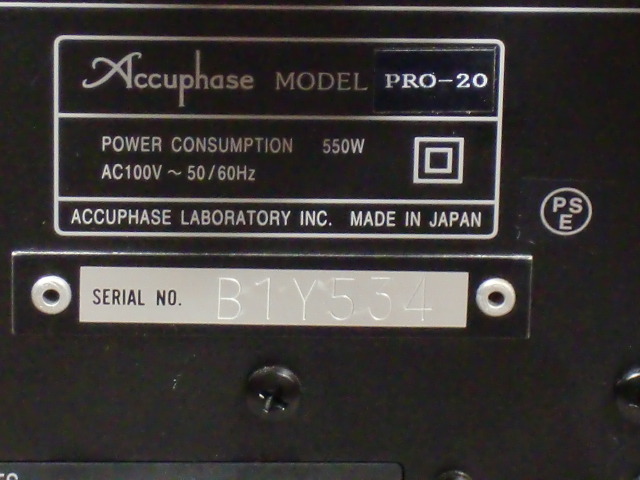 Accuphase MODEL PRO-20
POWER CONSUMPTION 550W
AC100V ~ 50/60Hz
ACCUPHASE LABORATORY INC. MADE IN JAPAN
PS
E
SERIAL NO. B1Y534